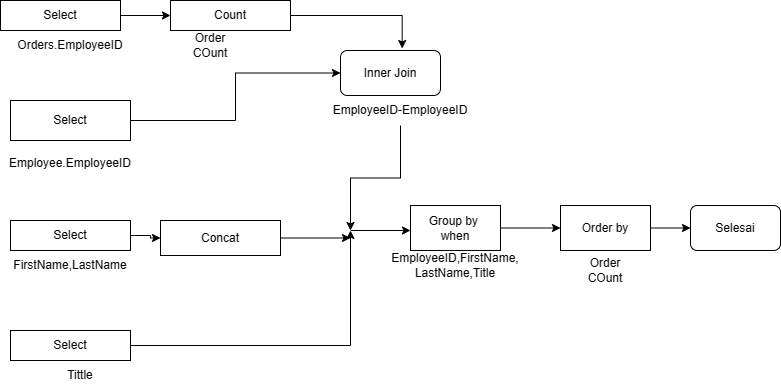 Select
Count
Orders.EmployeeID
Order
COunt
Inner Join
EmployeeID-EmployeeID
Select
Employee.EmployeeID
Select
Concat
FirstName,LastName
Group by
when
EmployeeID,FirstName,
LastName,Title
Order by
Order
COunt
Selesai
Select
Tittle